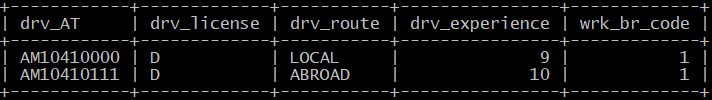 +------------+-------------+-----------+----------------+-------------+
| drv_AT     | drv_license | drv_route | drv_experience | wrk_br_code |
+------------+-------------+-----------+----------------+-------------+
| AM10410000 | D           | LOCAL     |              9 |           1 |
| AM10410111 | D           | ABROAD    |             10 |           1 |
+------------+-------------+-----------+----------------+-------------+